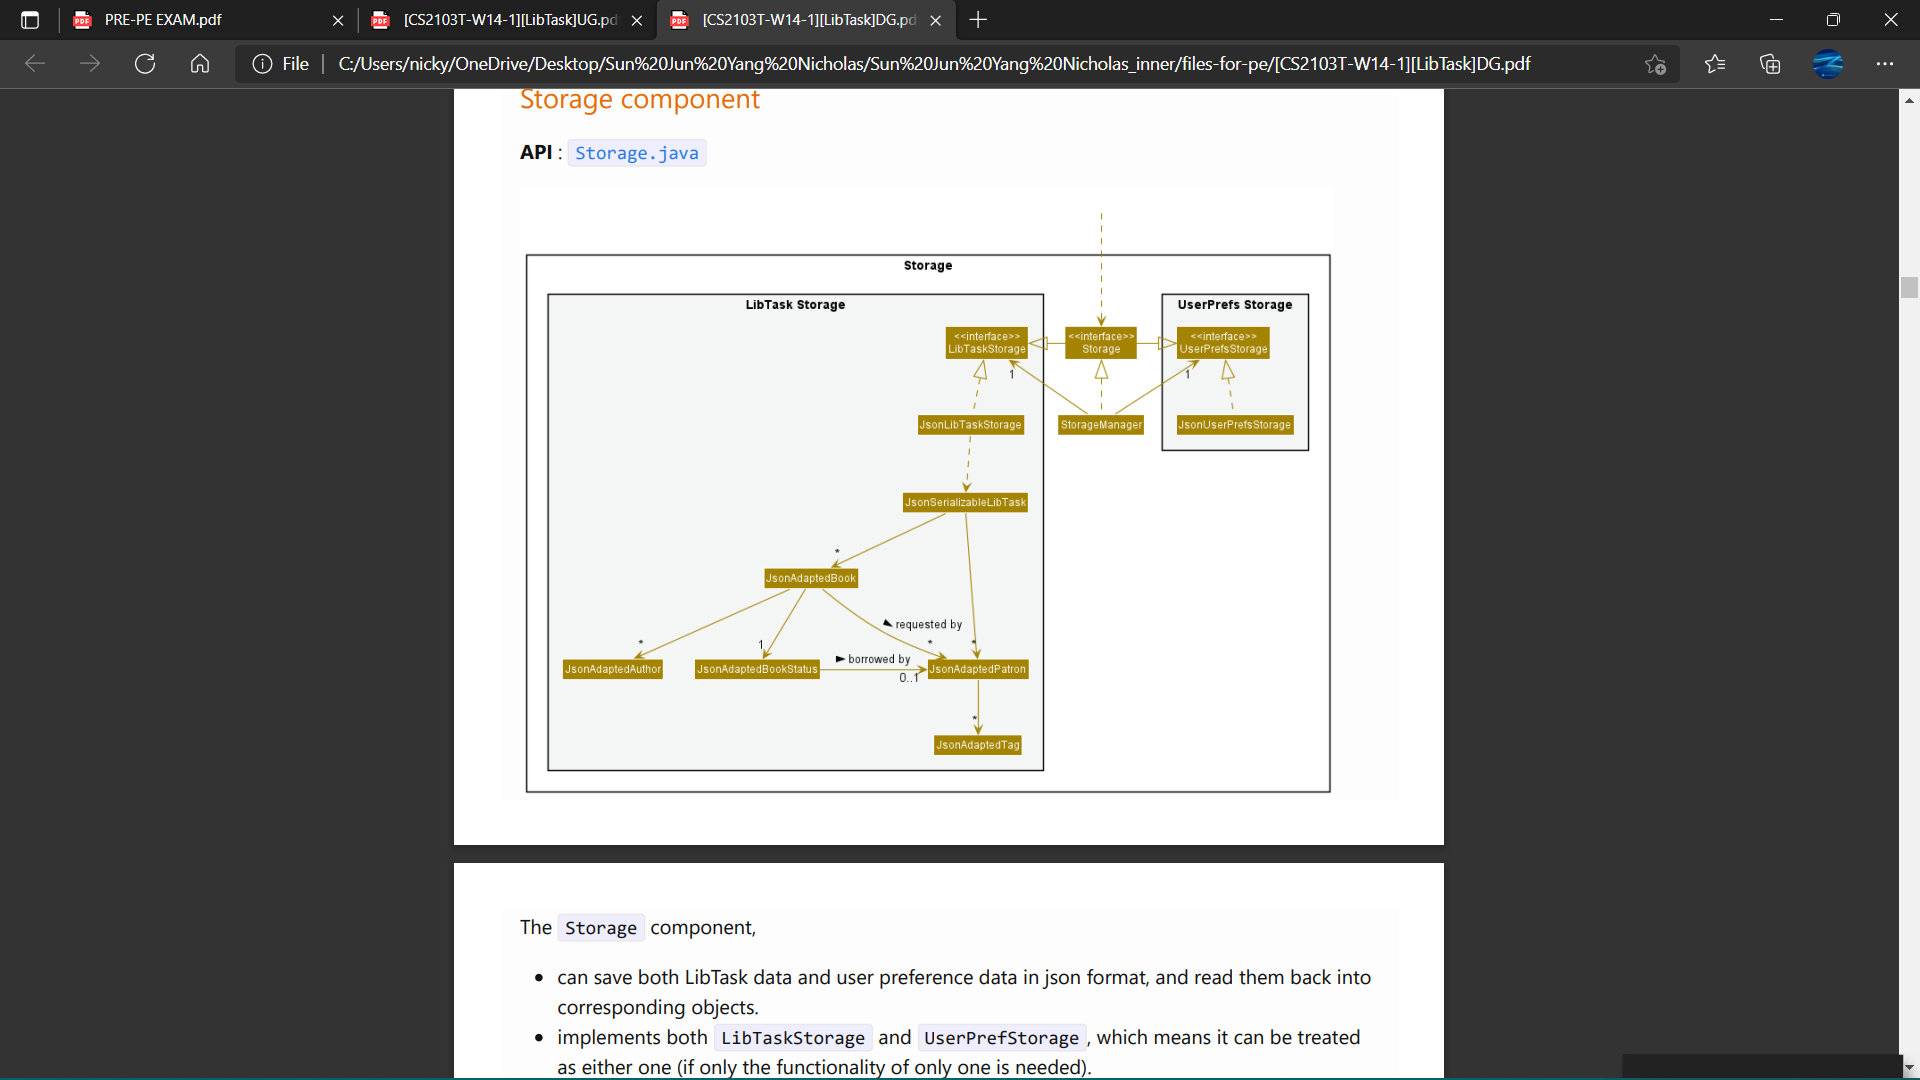 PRE-PE EXAM.pdf
[CS2103T-W14-1][LibTask]UG.pd
[CS2103T-W14-1][LibTask]DG.pd
File
C:/Users/nicky/OneDrive/Desktop/Sun%20Jun%20Yang%20Nicholas/Sun%20Jun%20Yang%20Nicholas_inner/files-for-pe/[CS2103T-W14-1][LibTask]DG.pdf
Storage component
API : Storage.java
Storage
LibTask Storage
UserPrefs Storage
<<interface>>
LibTaskStorage
<<interface>>
Storage
<<interface>>
UserPrefsStorage
1
1
JsonLibTaskStorage
StorageManager
JsonUserPrefsStorage
JsonSerializableLibTask
*
JsonAdaptedBook
requested by
*
1
*
*
borrowed by
JsonAdaptedAuthor
JsonAdaptedBookStatus
0..1
JsonAdaptedPatron
*
JsonAdaptedTag
The Storage component,
• can save both LibTask data and user preference data in json format, and read them back into
corresponding objects.
• implements both LibTaskStorage and UserPrefStorage , which means it can be treated
as either one (if only the functionality of only one is needed).